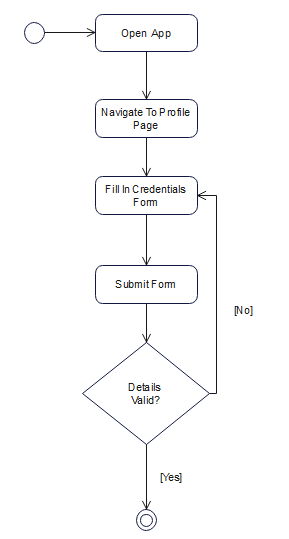 Open App
Navigate To Profile
Page
Fill In Credentials
Form
Submit Form
[No]
Details
Valid?
[Yes]